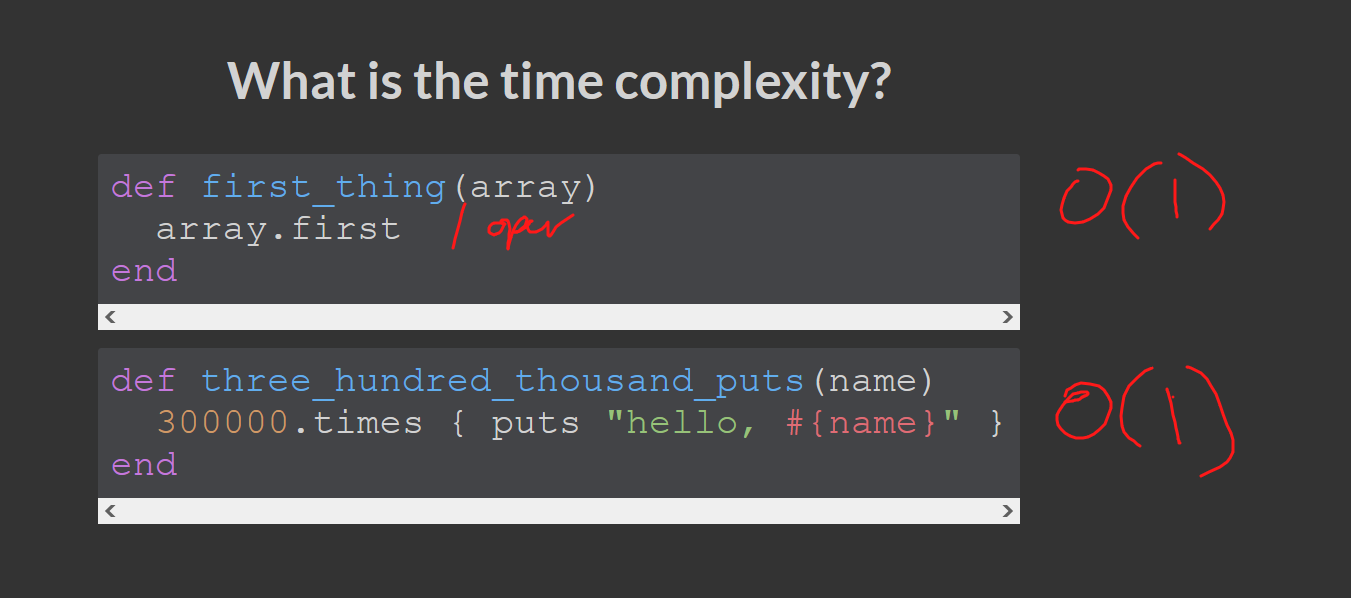 What is the time complexity?
def first_thing(array)
O(1)
array.first 1 oper
end
def three_hundred_thousand_puts(name)
300000.times { puts "hello, #{name}" }
O(1)
end